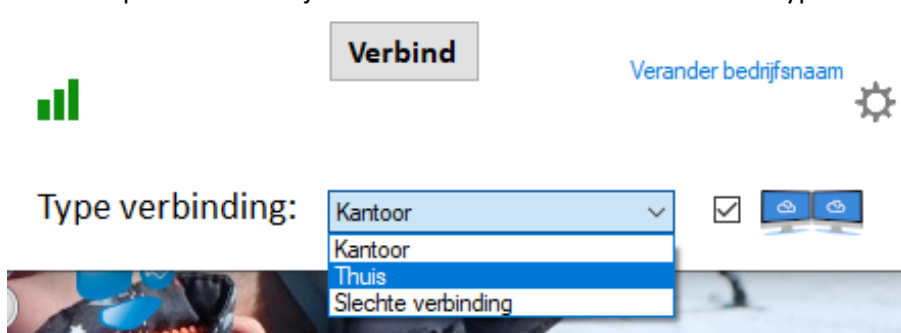 Verbind
Verander bedrijfsnaam
Type verbinding:
Kantoor
Kantoor
Thuis
Slechte verbinding